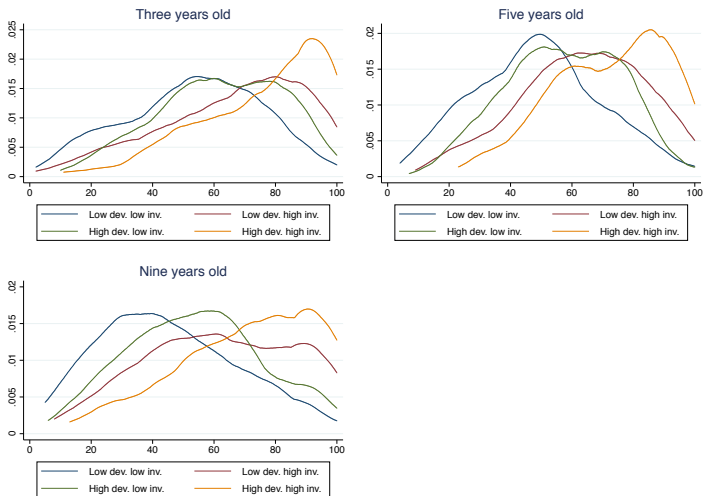 Three years old
.025
.02
.015
.01
.005
0
0 20 40 60 80 100
Low dev. low inv. Low dev. high inv.
High dev. low inv. High dev. high inv.
Five years old
.02
.015
.01
.005
0
0 20 40 60 80 100
Low dev. low inv. Low dev. high inv.
High dev. low inv. High dev. high inv.
Nine years old
.02
.015
.01
.005
0
0 20 40 60 80 100
Low dev. low inv. Low dev. high inv.
High dev. low inv. High dev. high inv.